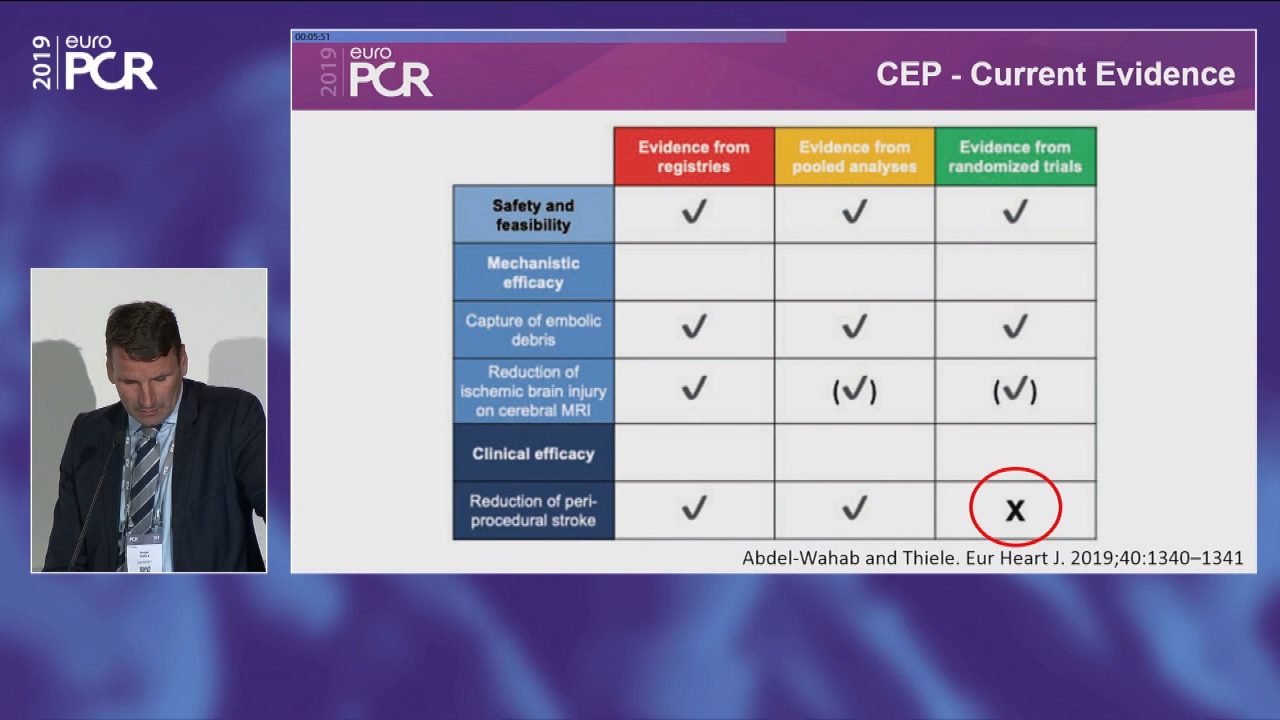 2019
euro
PCR
00:05:51
2019
euro
PCR
CEP - Current Evidence
Evidence from
registries
Evidence from
pooled analyses
Evidence from
randomized trials
Safety and
feasibility
✓
✓
✓
Mechanistic
efficacy
Capture of embolic
debris
✓
✓
✓
Reduction of
ischemic brain injury
on cerebral MRI
✓
(✓)
(✓)
Clinical efficacy
Reduction of peri-
procedural stroke
✓
✓
X
Abdel-Wahab and Thiele. Eur Heart J. 2019;40:1340–1341